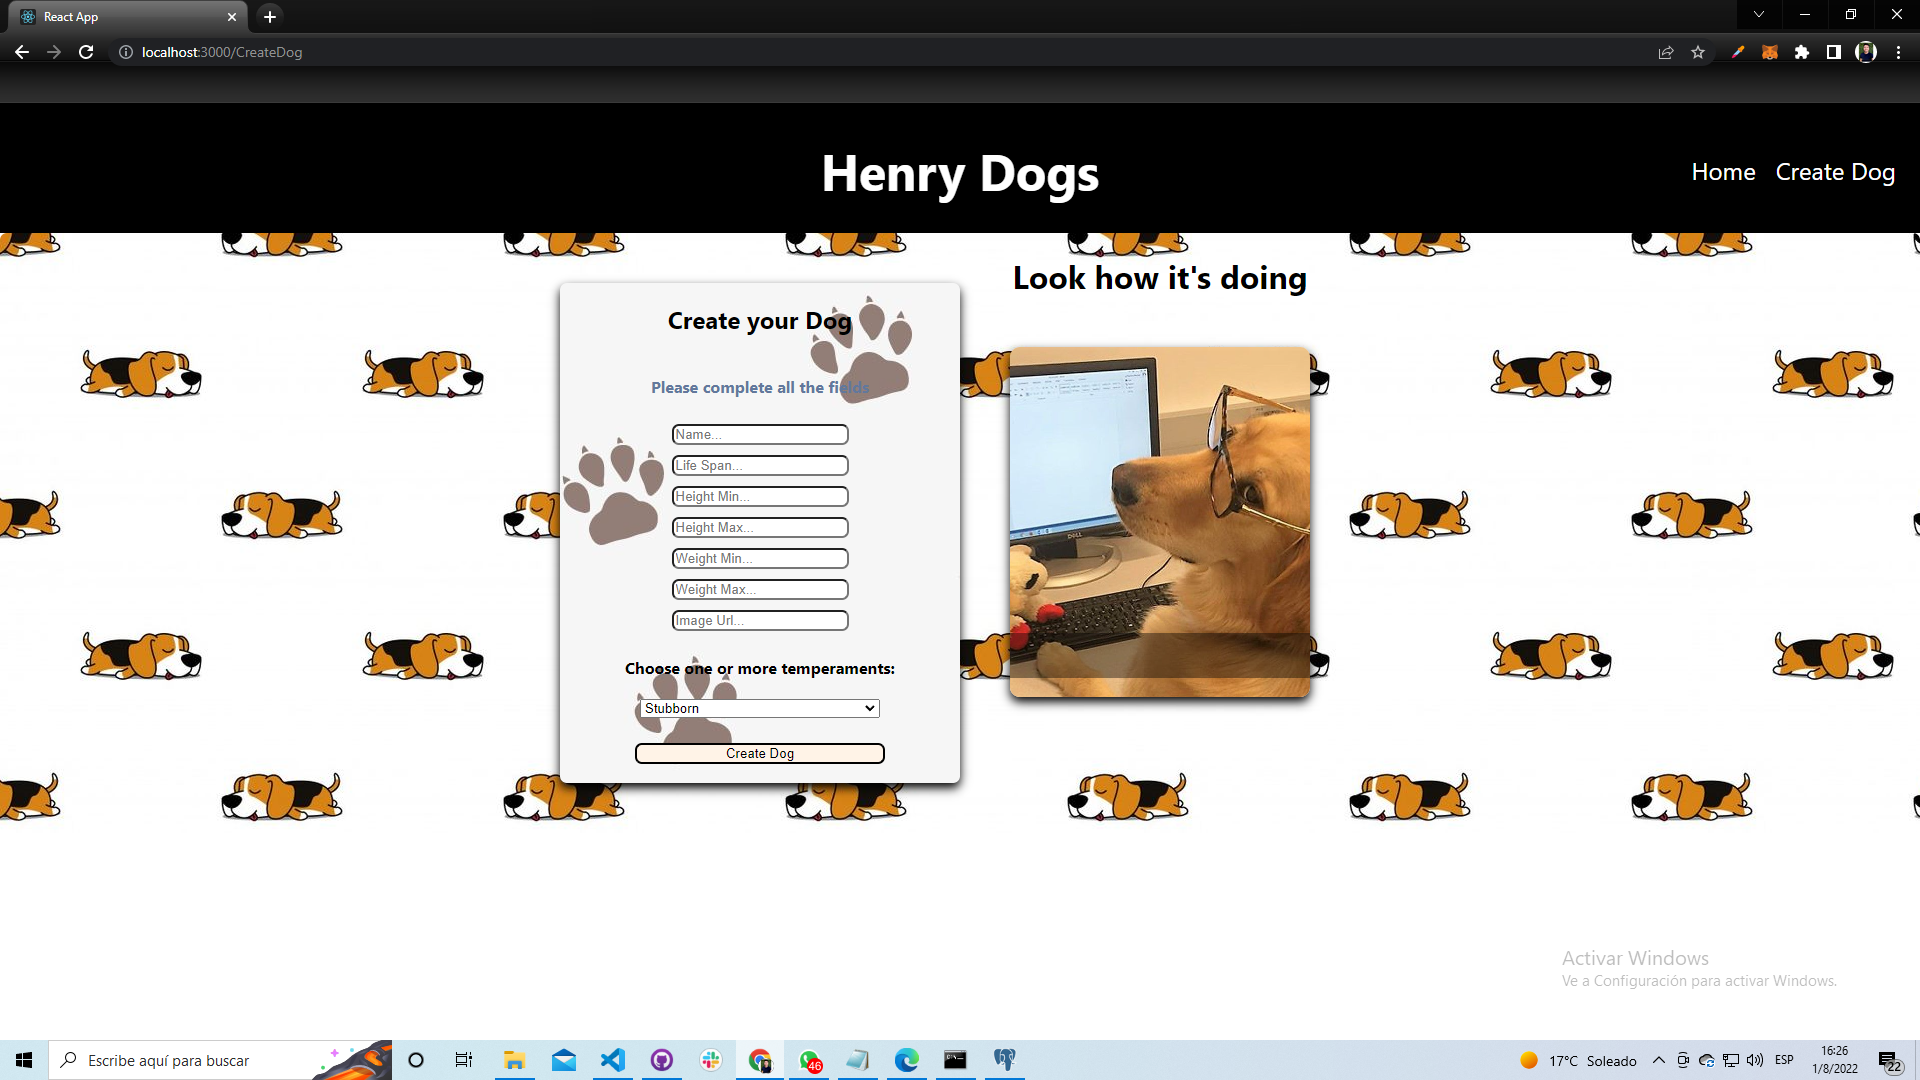 React App
localhost:3000/CreateDog
Henry Dogs
Home
Create Dog
Look how it's doing
Create your Dog
Please complete all the fields
Name...
Life Span...
Height Min...
Height Max...
Weight Min...
Weight Max...
Image Url...
DELL
Choose one or more temperaments:
Stubborn
Create Dog
Activar Windows
Ve a Configuración para activar Windows.
Escribe aquí para buscar
46
17°C Soleado
ESP
16:26
1/8/2022
22